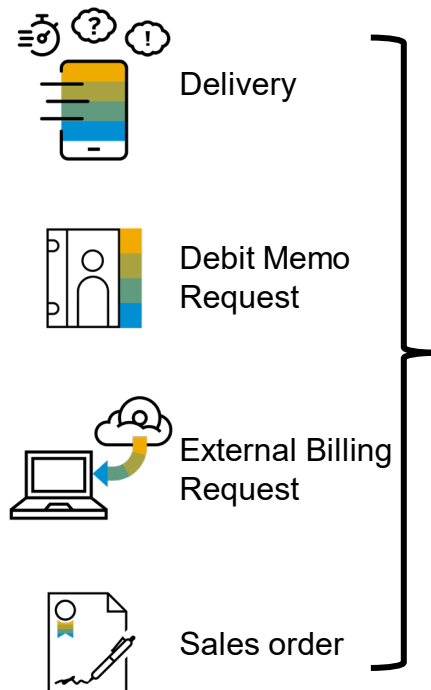 ?
!
Delivery
Debit Memo
Request
External Billing
Request
Sales order